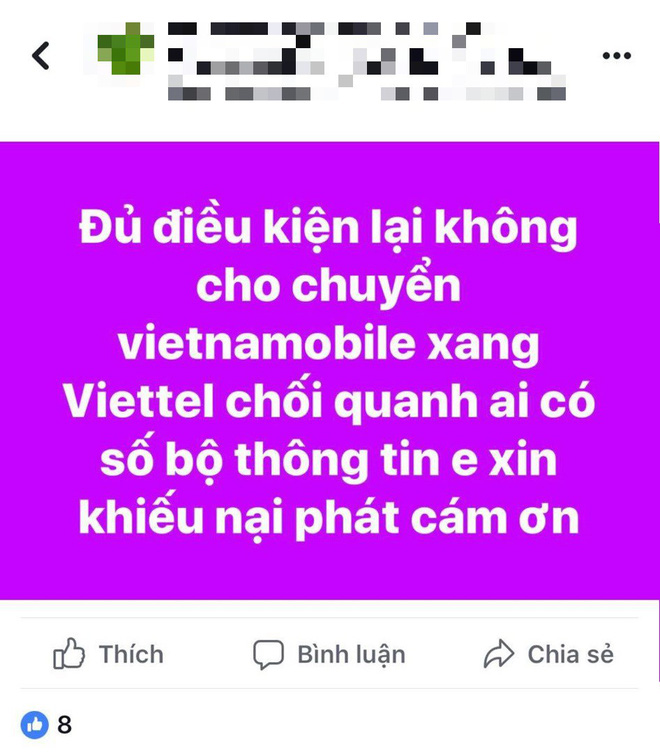 Đủ điều kiện lại không
cho chuyển
vietnamobile xang
Viettel chối quanh ai có
số bộ thông tin e xin
khiếu nại phát cám ơn
Thích
Bình luận
Chia sẻ
8